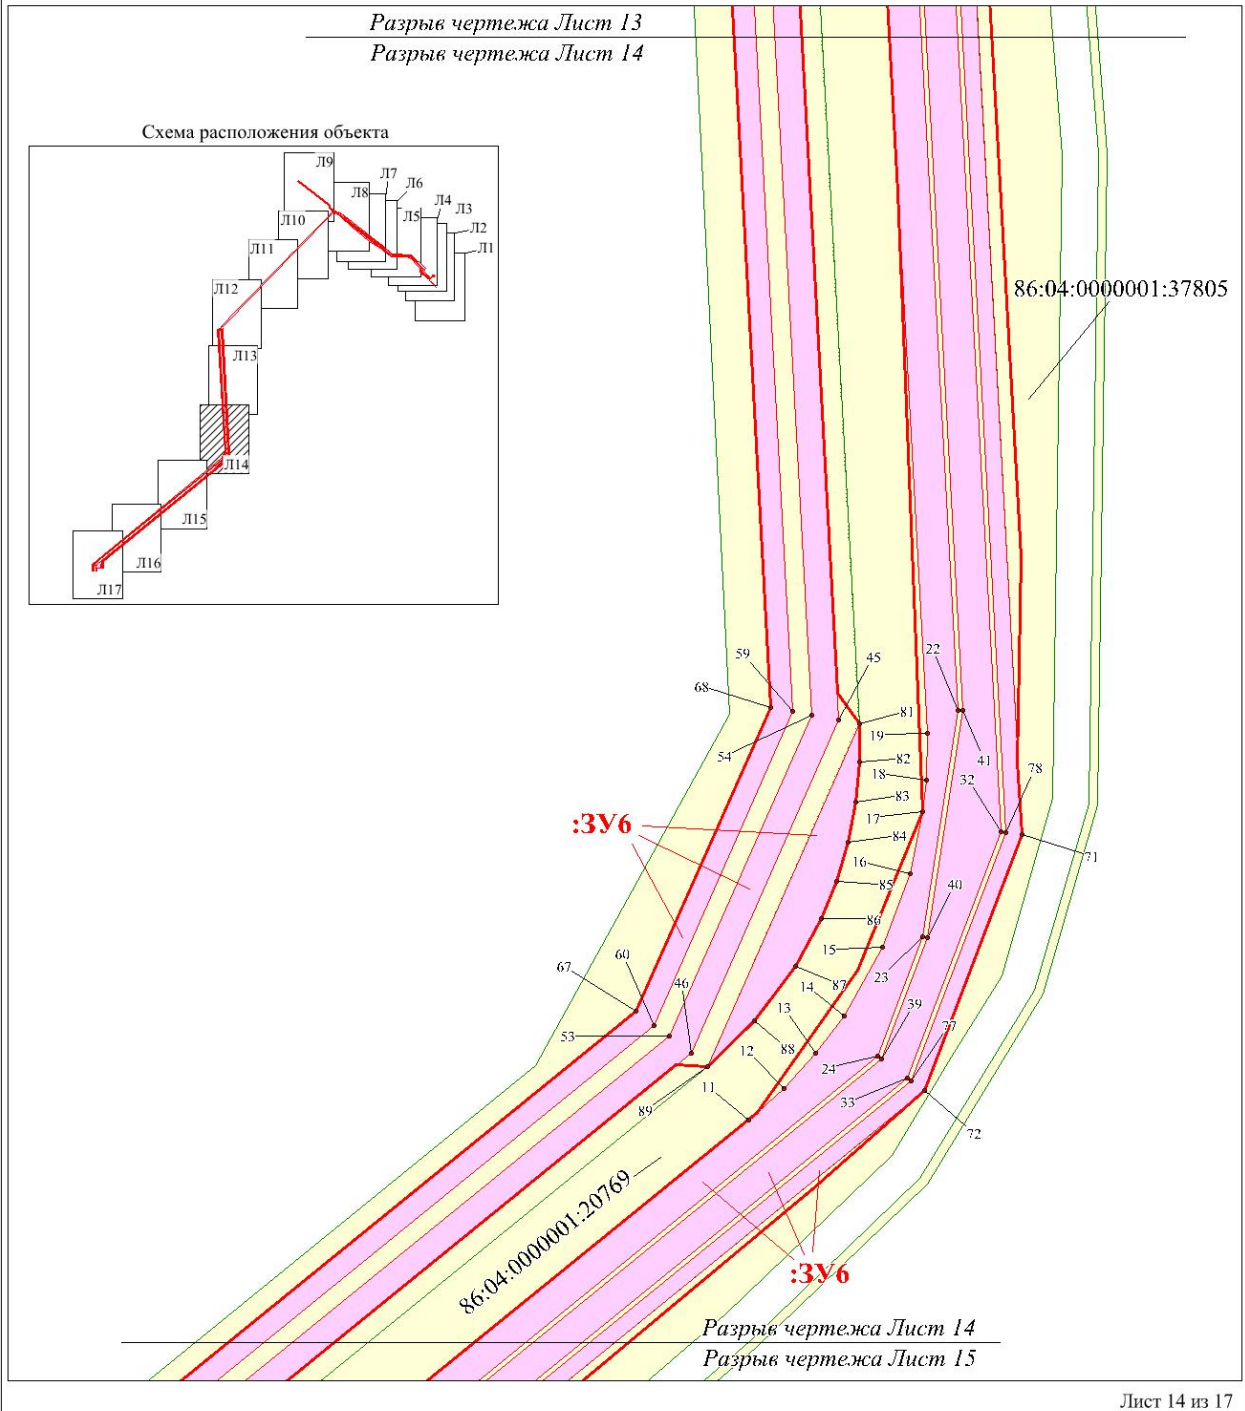 Разрыв чертежа Лист 13
Разрыв чертежа Лист 14
Схема расположения объекта
Л9
Л7
Л8
Л6
Л4
Л10
Л5
Л3
Л2
Л11
Л1
Л12
Л13
Л14
Л15
Л16
Л17
86:04:0000001:37805
22
59
45
68
81
19
54
82
41
78
18
32
83
17
:ЗУ6
84
71
16
85
40
86
15
60
67
23
46
87
14
39
13
77
53
88
12
24
11
33
89
72
86:04:0000001:20769
:ЗУ6
Разрыв чертежа Лист 14
Разрыв чертежа Лист 15
Лист 14 из 17